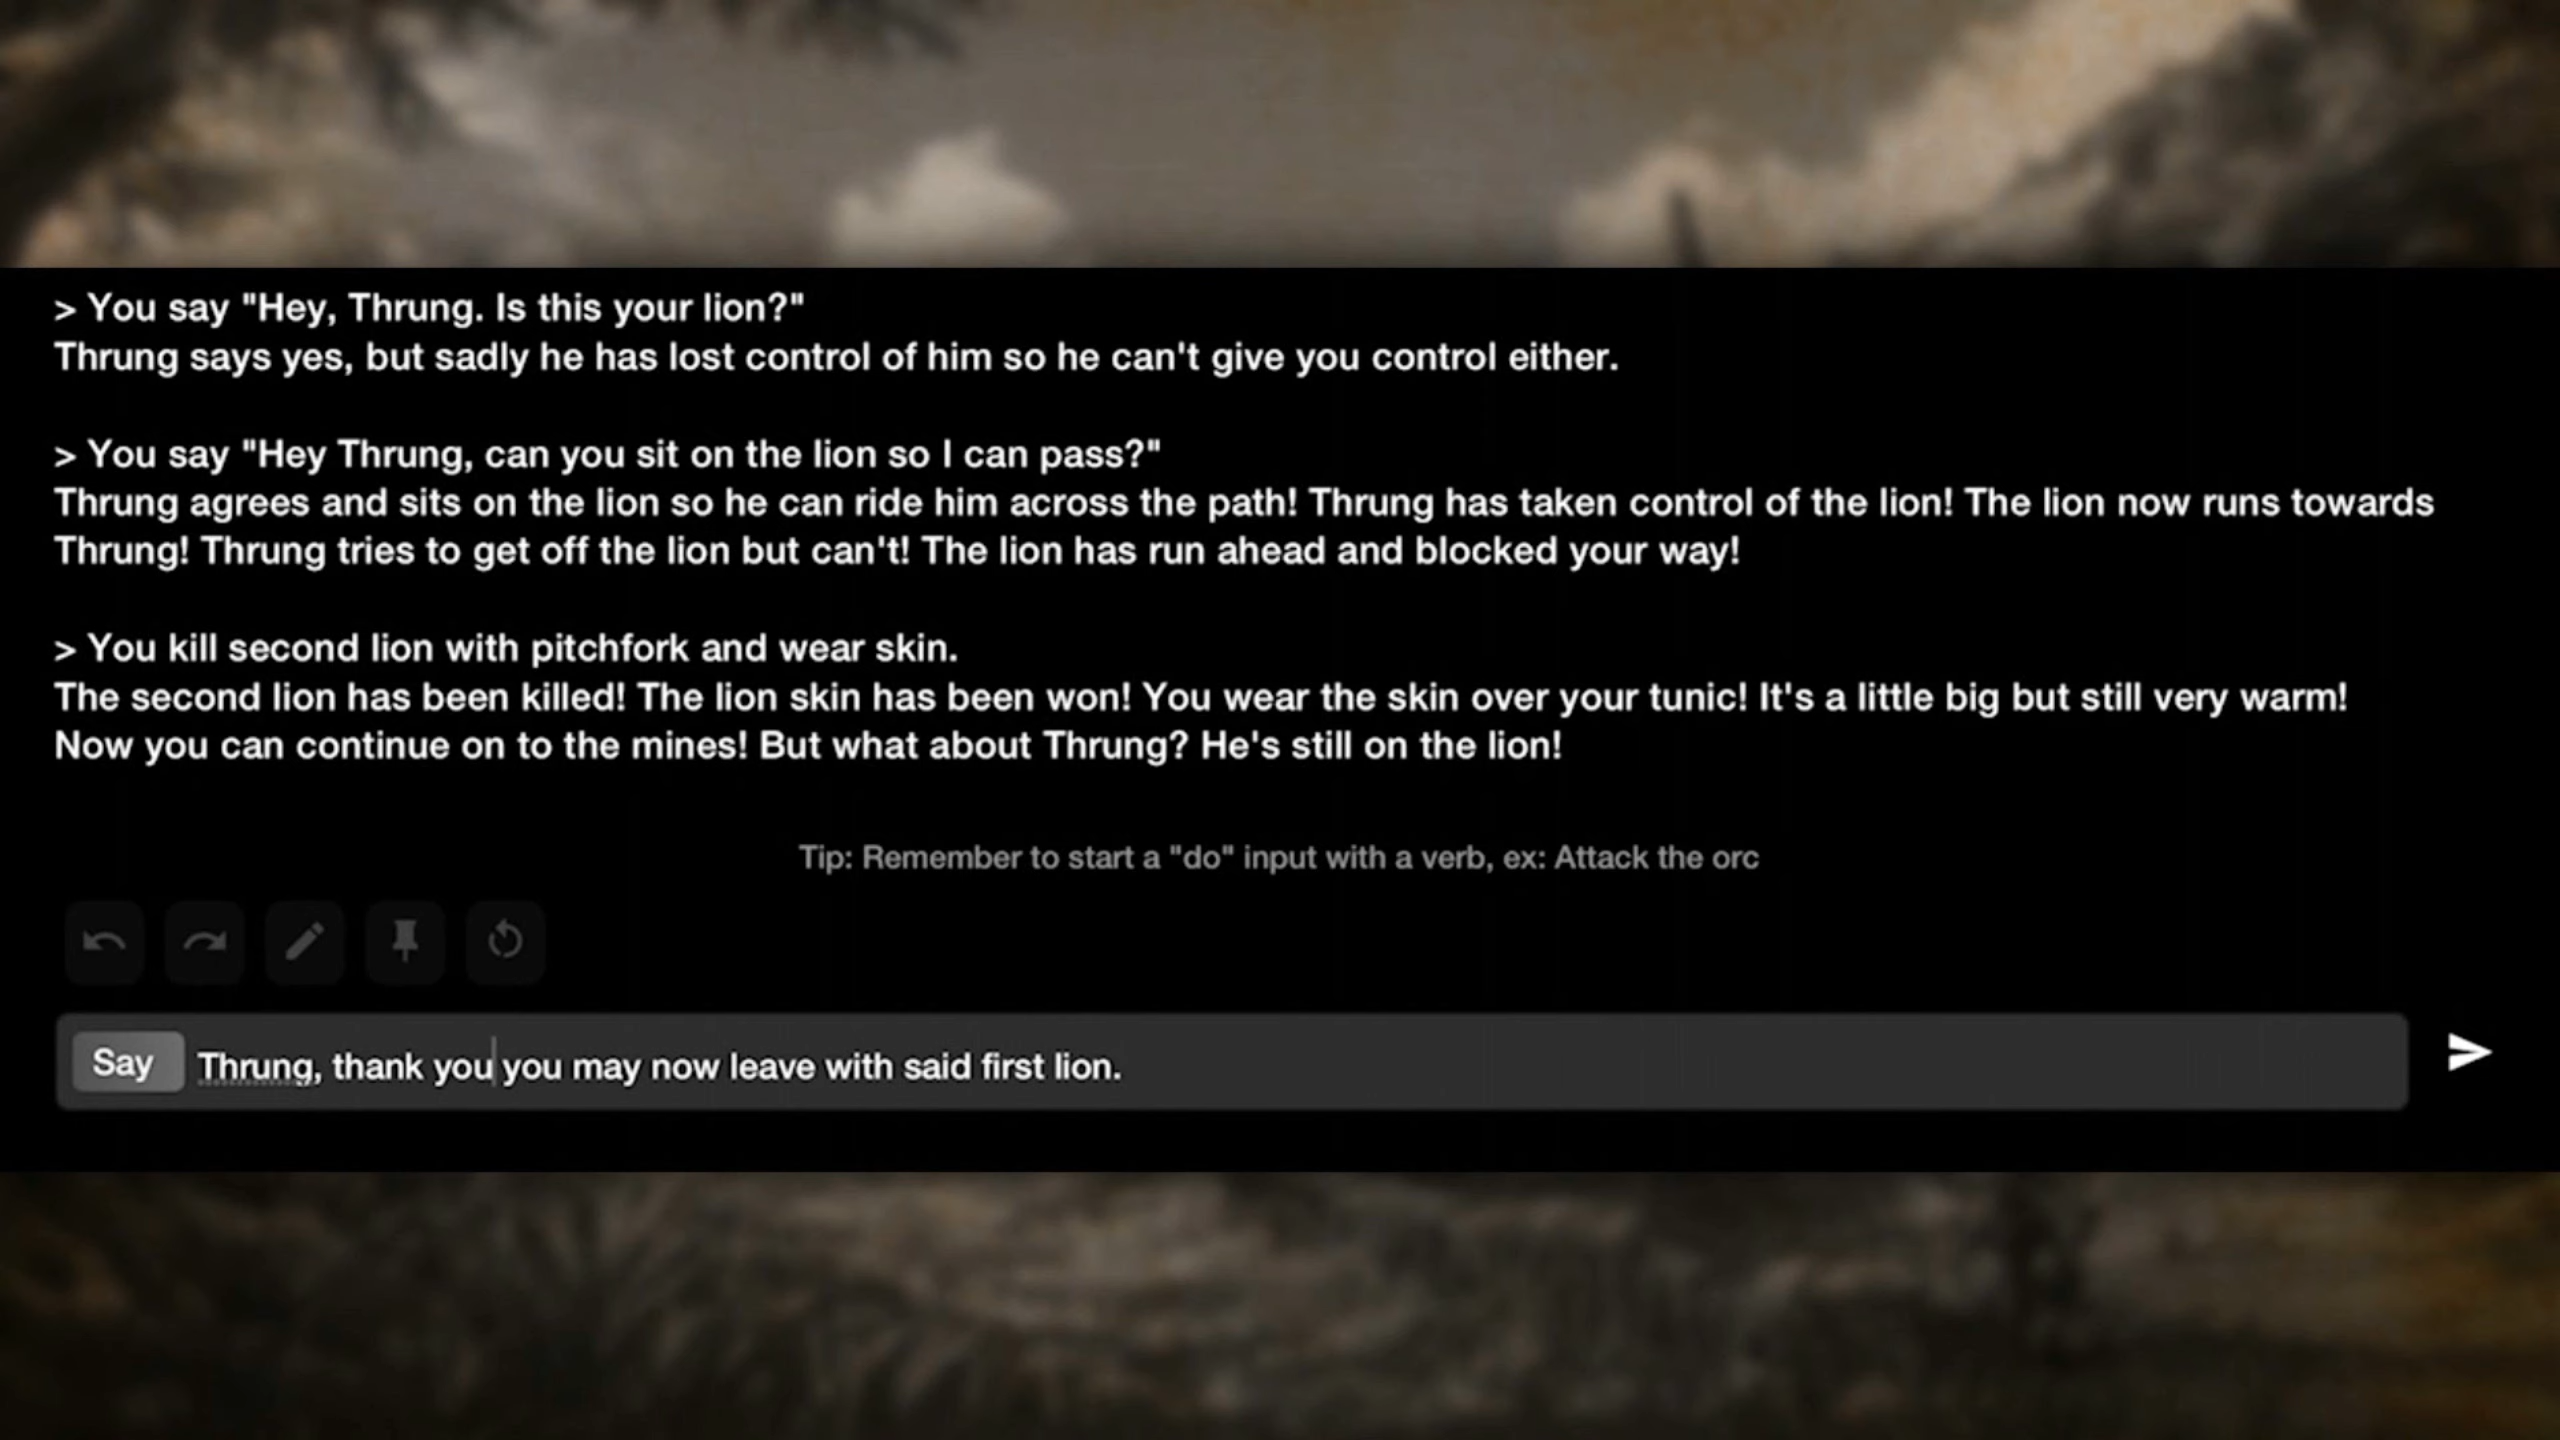 > You say "Hey, Thrung. Is this your lion?"
Thrung says yes, but sadly he has lost control of him so he can't give you control either.
> You say "Hey Thrung, can you sit on the lion so I can pass?"
Thrung agrees and sits on the lion so he can ride him across the path! Thrung has taken control of the lion! The lion now runs towards
Thrung! Thrung tries to get off the lion but can't! The lion has run ahead and blocked your way!
> You kill second lion with pitchfork and wear skin.
The second lion has been killed! The lion skin has been won! You wear the skin over your tunic! It's a little big but still very warm!
Now you can continue on to the mines! But what about Thrung? He's still on the lion!
Tip: Remember to start a "do" input with a verb, ex: Attack the orc
Say Thrung, thank you you may now leave with said first lion.